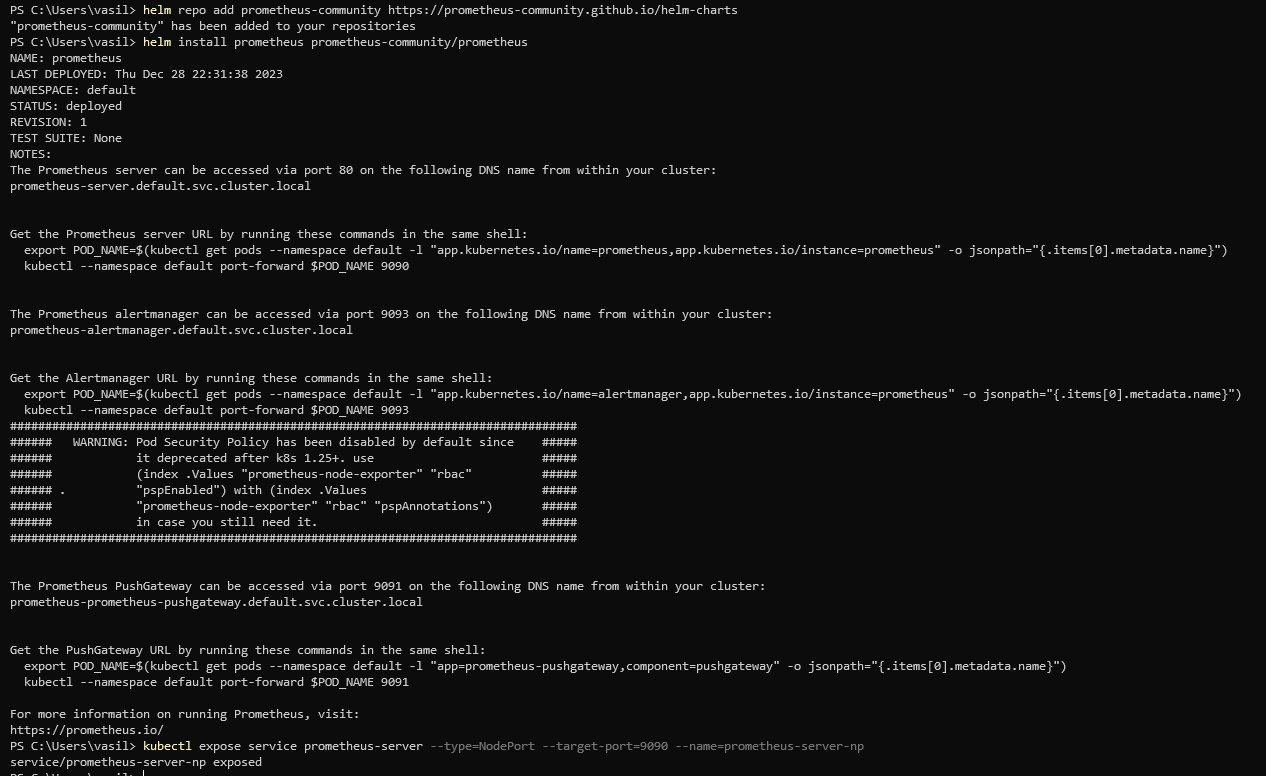 PS C:\Users\vasil> helm repo add prometheus-community https://prometheus-community.github.io/helm-charts
"prometheus-community" has been added to your repositories
PS C:\Users\vasil> helm install prometheus prometheus-community/prometheus
NAME: prometheus
LAST DEPLOYED: Thu Dec 28 22:31:38 2023
NAMESPACE: default
STATUS: deployed
REVISION: 1
TEST SUITE: None
NOTES:
The Prometheus server can be accessed via port 80 on the following DNS name from within your cluster:
prometheus-server.default.svc.cluster.local
Get the Prometheus server URL by running these commands in the same shell:
  export POD_NAME=$(kubectl get pods --namespace default -l "app.kubernetes.io/name=prometheus,app.kubernetes.io/instance=prometheus" -o jsonpath="{.items[0].metadata.name}")
  kubectl --namespace default port-forward $POD_NAME 9090
The Prometheus alertmanager can be accessed via port 9093 on the following DNS name from within your cluster:
prometheus-alertmanager.default.svc.cluster.local
Get the Alertmanager URL by running these commands in the same shell:
  export POD_NAME=$(kubectl get pods --namespace default -l "app.kubernetes.io/name=alertmanager,app.kubernetes.io/instance=prometheus" -o jsonpath="{.items[0].metadata.name}")
  kubectl --namespace default port-forward $POD_NAME 9093
#################################################################################
######   WARNING: Pod Security Policy has been disabled by default since    #####
######            it deprecated after k8s 1.25+. use                        #####
######            (index .Values "prometheus-node-exporter" "rbac"          #####
###### .          "pspEnabled") with (index .Values                         #####
######            "prometheus-node-exporter" "rbac" "pspAnnotations")       #####
######            in case you still need it.                                #####
#################################################################################
The Prometheus PushGateway can be accessed via port 9091 on the following DNS name from within your cluster:
prometheus-prometheus-pushgateway.default.svc.cluster.local
Get the PushGateway URL by running these commands in the same shell:
  export POD_NAME=$(kubectl get pods --namespace default -l "app=prometheus-pushgateway,component=pushgateway" -o jsonpath="{.items[0].metadata.name}")
  kubectl --namespace default port-forward $POD_NAME 9091
For more information on running Prometheus, visit:
https://prometheus.io/
PS C:\Users\vasil> kubectl expose service prometheus-server --type=NodePort --target-port=9090 --name=prometheus-server-np
service/prometheus-server-np exposed
PS C:\Users\vasil>